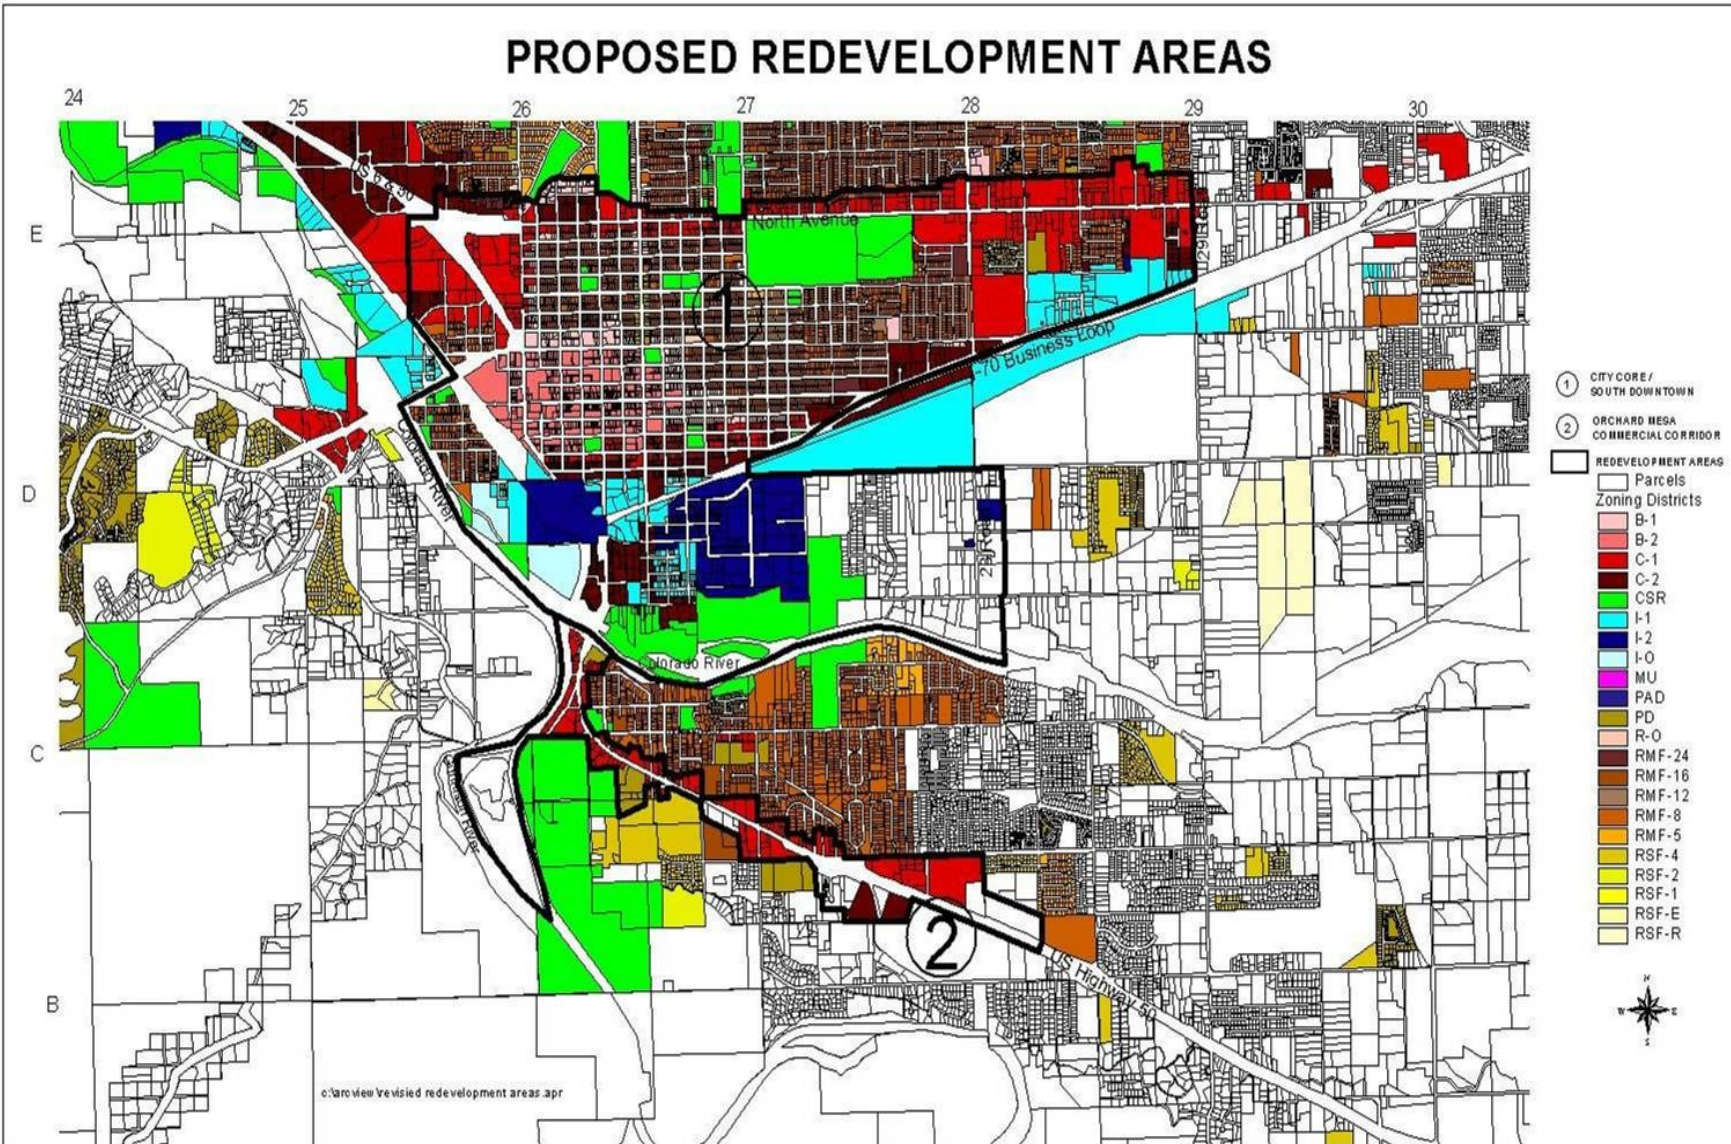 PROPOSED REDEVELOPMENT AREAS
24 25 26 27 28 29 30
US 6 & 50
E
North Avenue
29 Road
1
-70 Business Loop
Colorado River
D
Colorado River
C
2
US Highway 50
B
c:\arcview\revisied redevelopment areas.apr
1 CITY CORE /
SOUTH DOWNTOWN
2 ORCHARD MESA
COMMERCIAL CORRIDOR
REDEVELOPMENT AREAS
Parcels
Zoning Districts
B-1
B-2
C-1
C-2
CSR
I-1
I-2
I-O
MU
PAD
PD
R-O
RMF-24
RMF-16
RMF-12
RMF-8
RMF-5
RSF-4
RSF-2
RSF-1
RSF-E
RSF-R
N
W E
S